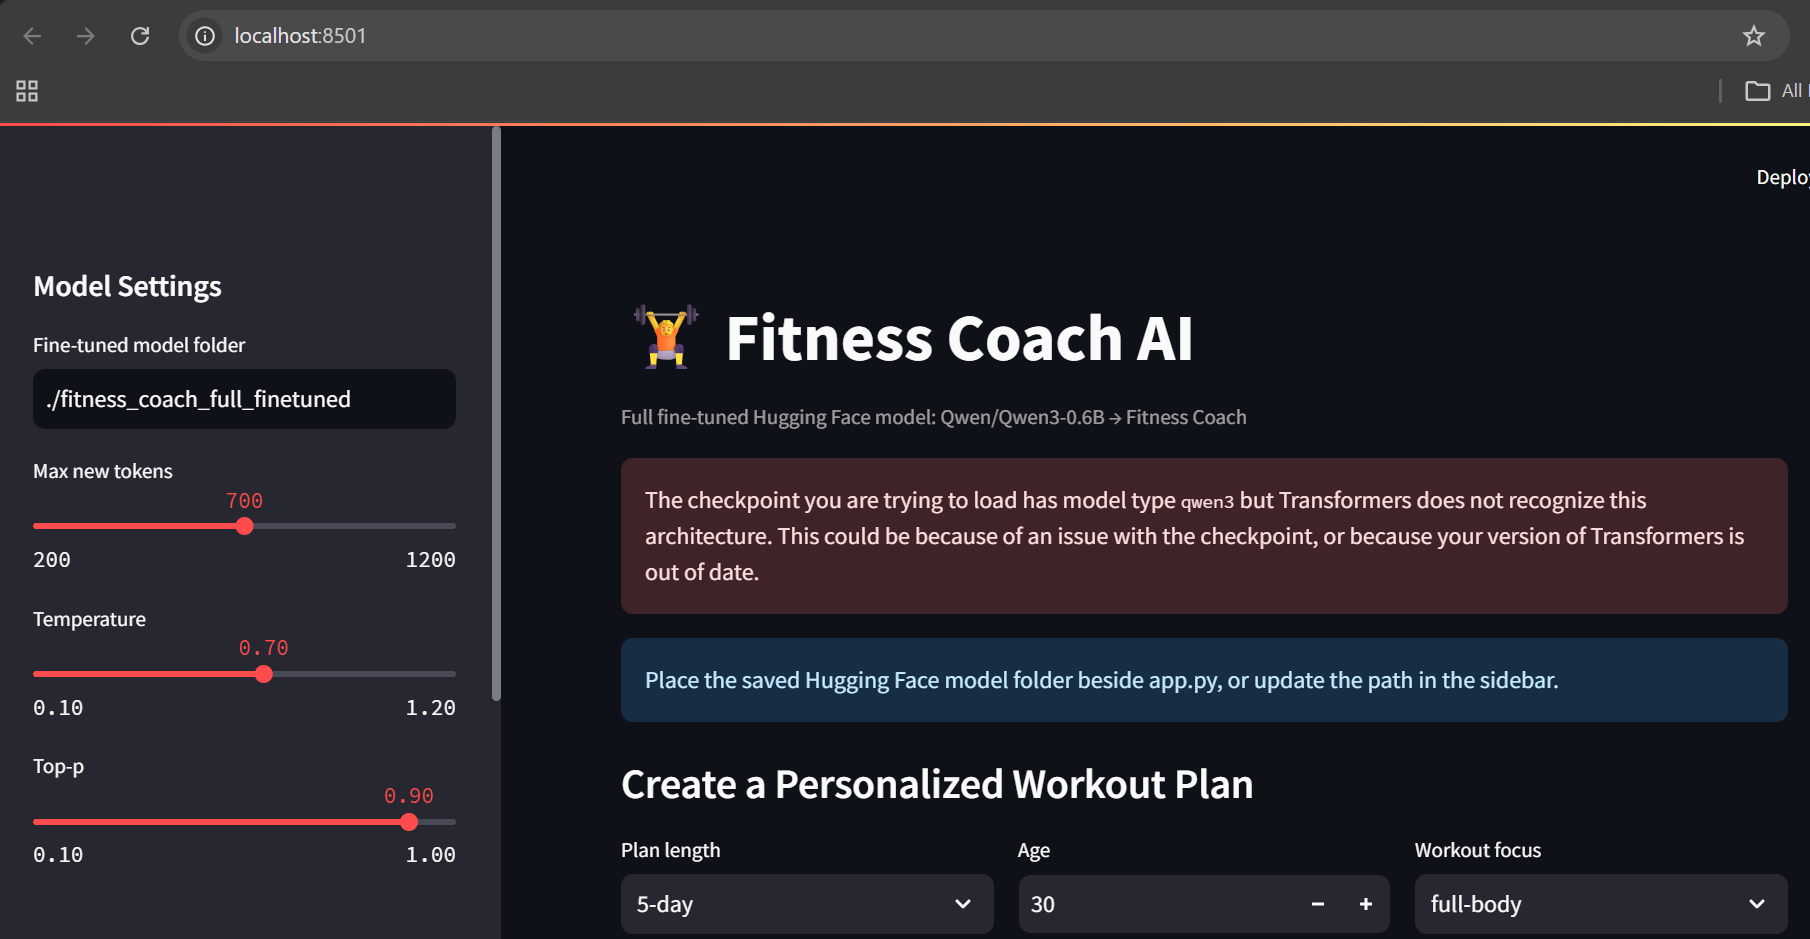 localhost:8501
All
Deploy
Model Settings
Fine-tuned model folder
./fitness_coach_full_finetuned
Max new tokens
700
200 1200
Temperature
0.70
0.10 1.20
Top-p
0.90
0.10 1.00
Fitness Coach AI
Full fine-tuned Hugging Face model: Qwen/Qwen3-0.6B → Fitness Coach
The checkpoint you are trying to load has model type qwen3 but Transformers does not recognize this
architecture. This could be because of an issue with the checkpoint, or because your version of Transformers is
out of date.
Place the saved Hugging Face model folder beside app.py, or update the path in the sidebar.
Create a Personalized Workout Plan
Plan length Age Workout focus
5-day 30 − + full-body